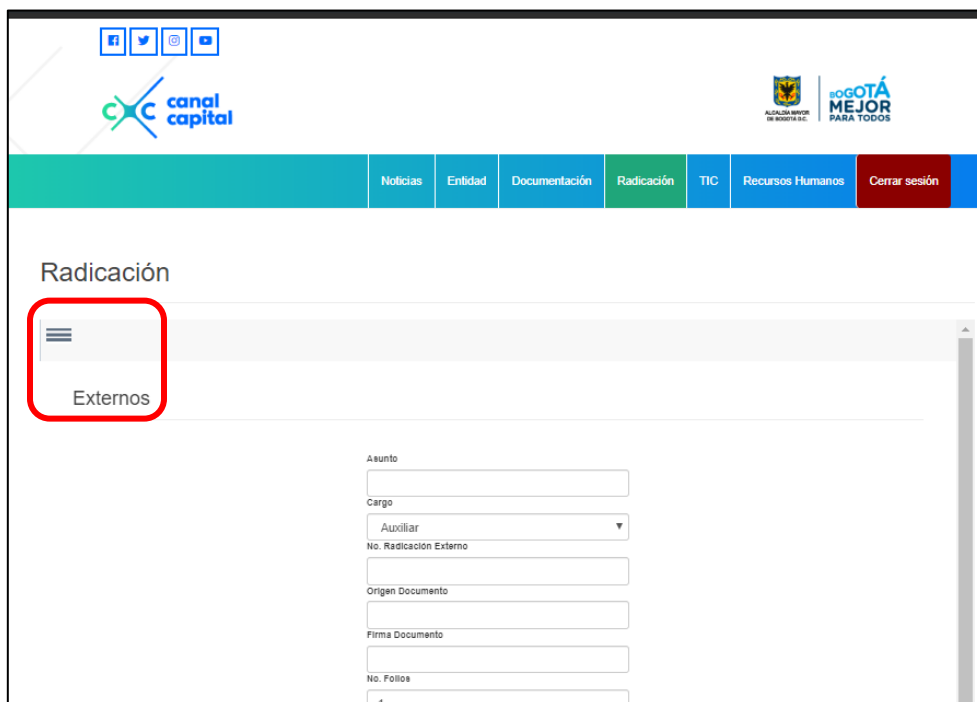 canal
capital
ALCALDÍA MAYOR
DE BOGOTÁ D.C.
BOGOTÁ
MEJOR
PARA TODOS
Noticias Entidad Documentación Radicación TIC Recursos Humanos Cerrar sesión
Radicación
Externos
Asunto
Cargo
Auxiliar
No. Radicación Externo
Origen Documento
Firma Documento
No. Folios